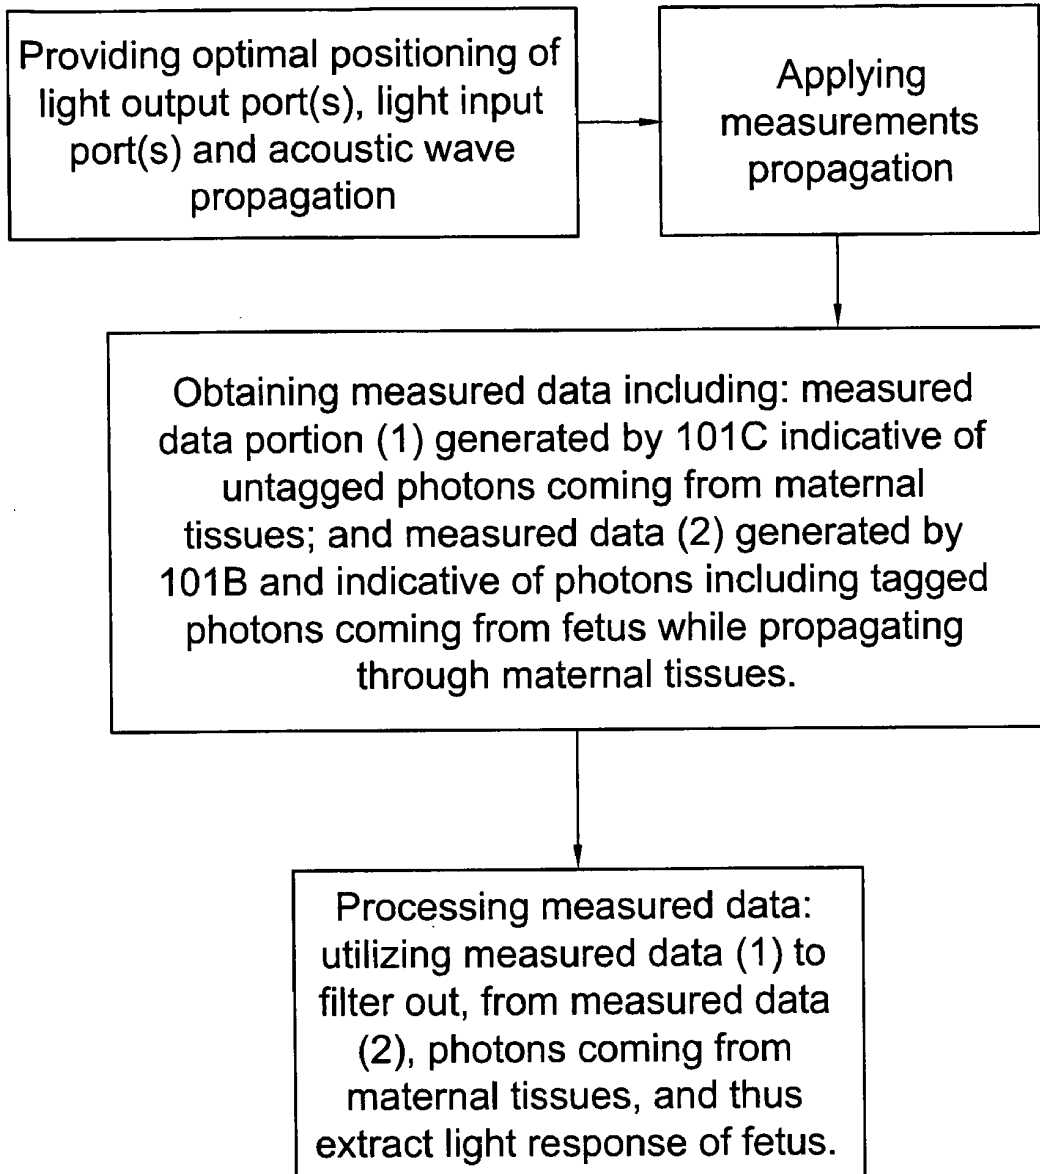 Providing optimal positioning of
light output port(s), light input
port(s) and acoustic wave
propagation
Applying
measurements
propagation
Obtaining measured data including: measured
data portion (1) generated by 101C indicative of
untagged photons coming from maternal
tissues; and measured data (2) generated by
101B and indicative of photons including tagged
photons coming from fetus while propagating
through maternal tissues.
Processing measured data:
utilizing measured data (1) to
filter out, from measured data
(2), photons coming from
maternal tissues, and thus
extract light response of fetus.